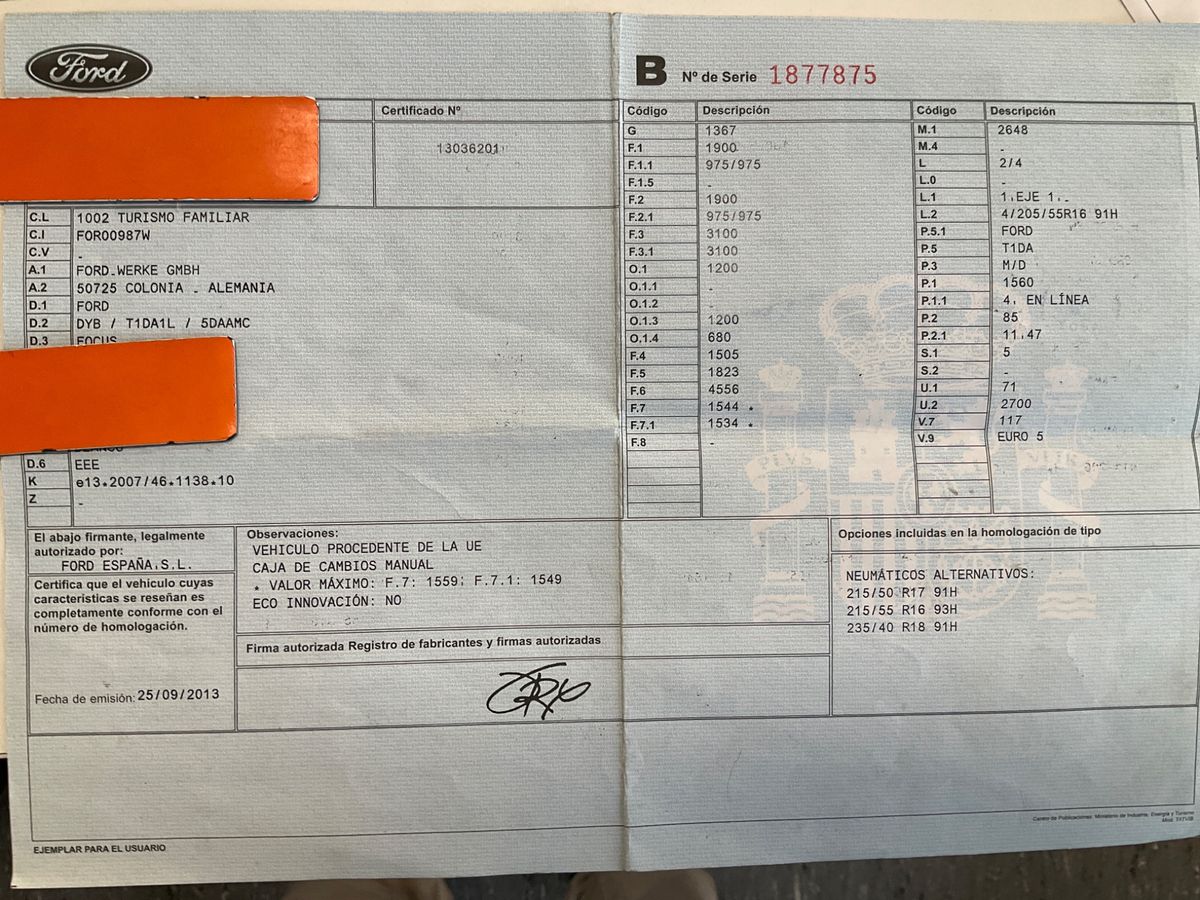 Ford
B Nº de Serie 1877875
Certificado Nº
13036201
C.L 1002 TURISMO FAMILIAR
C.I FOR00987W
C.V -
A.1 FORD-WERKE GMBH
A.2 50725 COLONIA - ALEMANIA
D.1 FORD
D.2 DYB / T1DA1L / 5DAAMC
D.3 FOCUS
D.6 EEE
K e13*2007/46*1138*10
Z -
Código Descripción
G 1367
F.1 1900
F.1.1 975/975
F.1.5 -
F.2 1900
F.2.1 975/975
F.3 3100
F.3.1 3100
O.1 1200
O.1.1 -
O.1.2 -
O.1.3 1200
O.1.4 680
F.4 1505
F.5 1823
F.6 4556
F.7 1544 *
F.7.1 1534 *
F.8 -
Código Descripción
M.1 2648
M.4 -
L 2/4
L.0 -
L.1 1.EJE 1.-
L.2 4/205/55R16 91H
P.5.1 FORD
P.5 T1DA
P.3 M/D
P.1 1560
P.1.1 4. EN LÍNEA
P.2 85
P.2.1 11.47
S.1 5
S.2 -
U.1 71
U.2 2700
V.7 117
V.9 EURO 5
El abajo firmante, legalmente
autorizado por:
FORD ESPAÑA,S.L.
Certifica que el vehículo cuyas
características se reseñan es
completamente conforme con el
número de homologación.
Fecha de emisión: 25/09/2013
Observaciones:
VEHICULO PROCEDENTE DE LA UE
CAJA DE CAMBIOS MANUAL
* VALOR MÁXIMO: F.7: 1559; F.7.1: 1549
ECO INNOVACIÓN: NO
Firma autorizada Registro de fabricantes y firmas autorizadas
Opciones incluidas en la homologación de tipo
NEUMÁTICOS ALTERNATIVOS:
215/50 R17 91H
215/55 R16 93H
235/40 R18 91H
PLVS VLTR
Centro de Publicaciones. Ministerio de Industria, Energía y Turismo
EJEMPLAR PARA EL USUARIO